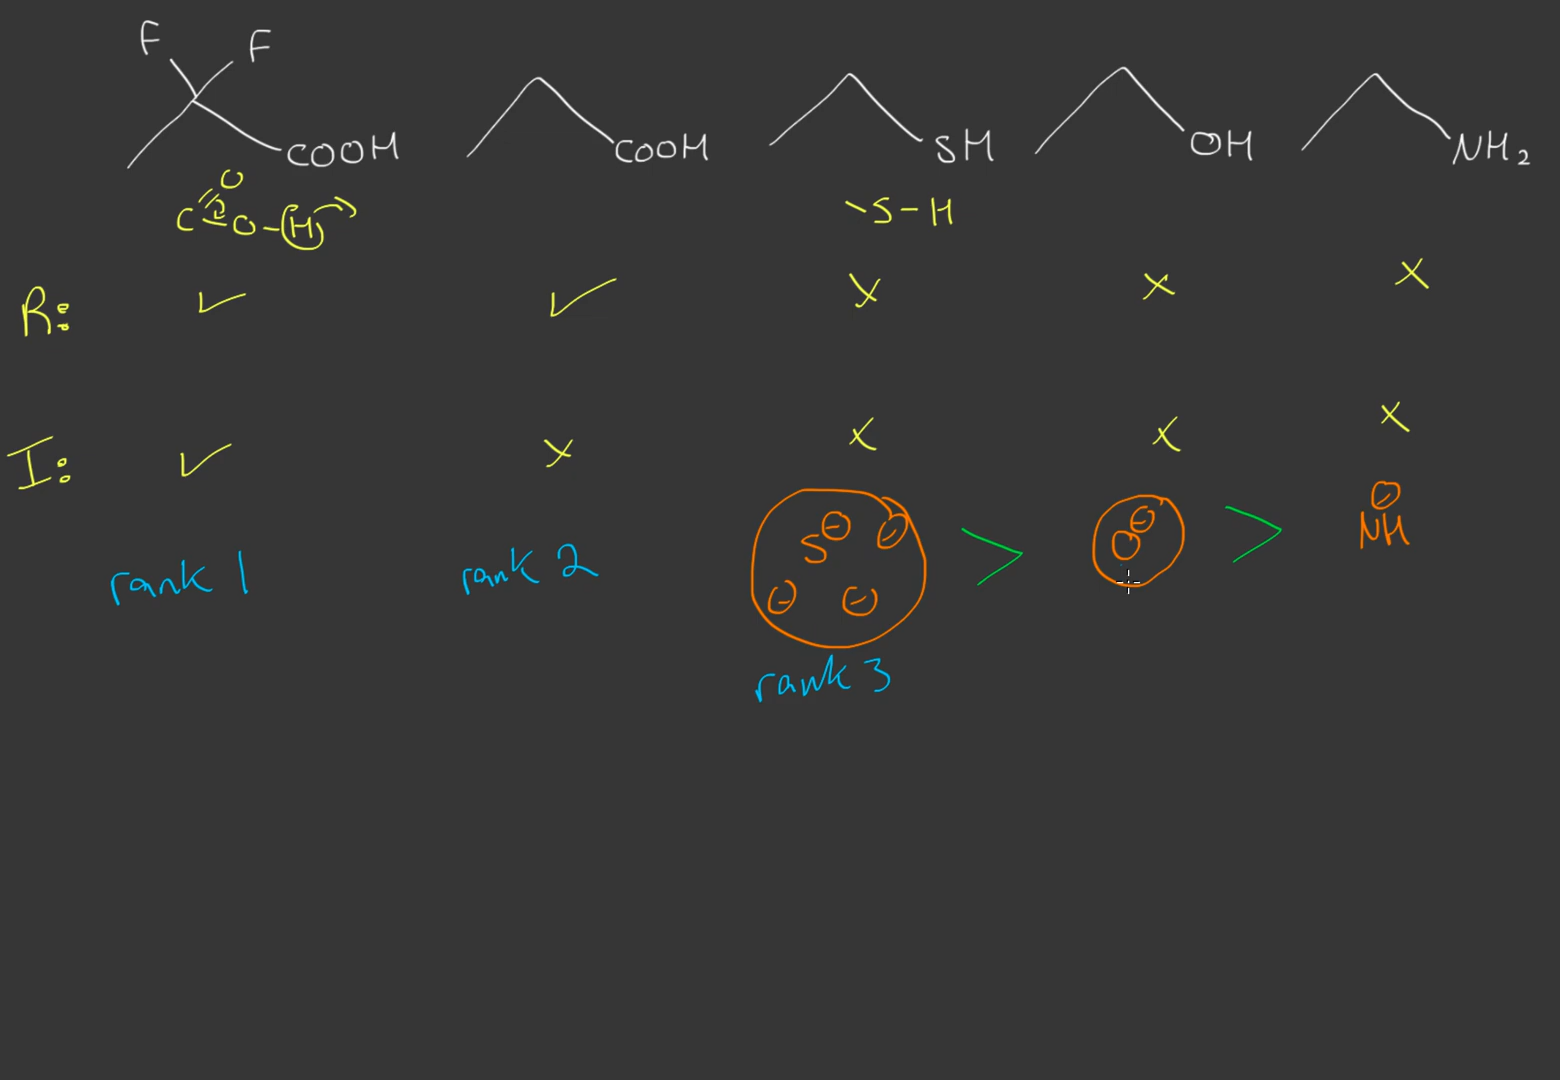 F F
COOH COOH SH OH NH₂
O
C O-H -S-H
R: ✓ ✓ x x x
I: ✓ x x x x
S⊖ ⊖ ⊖ ⊖ > O⊖ > ⊖ NH
rank 1 rank 2
rank 3